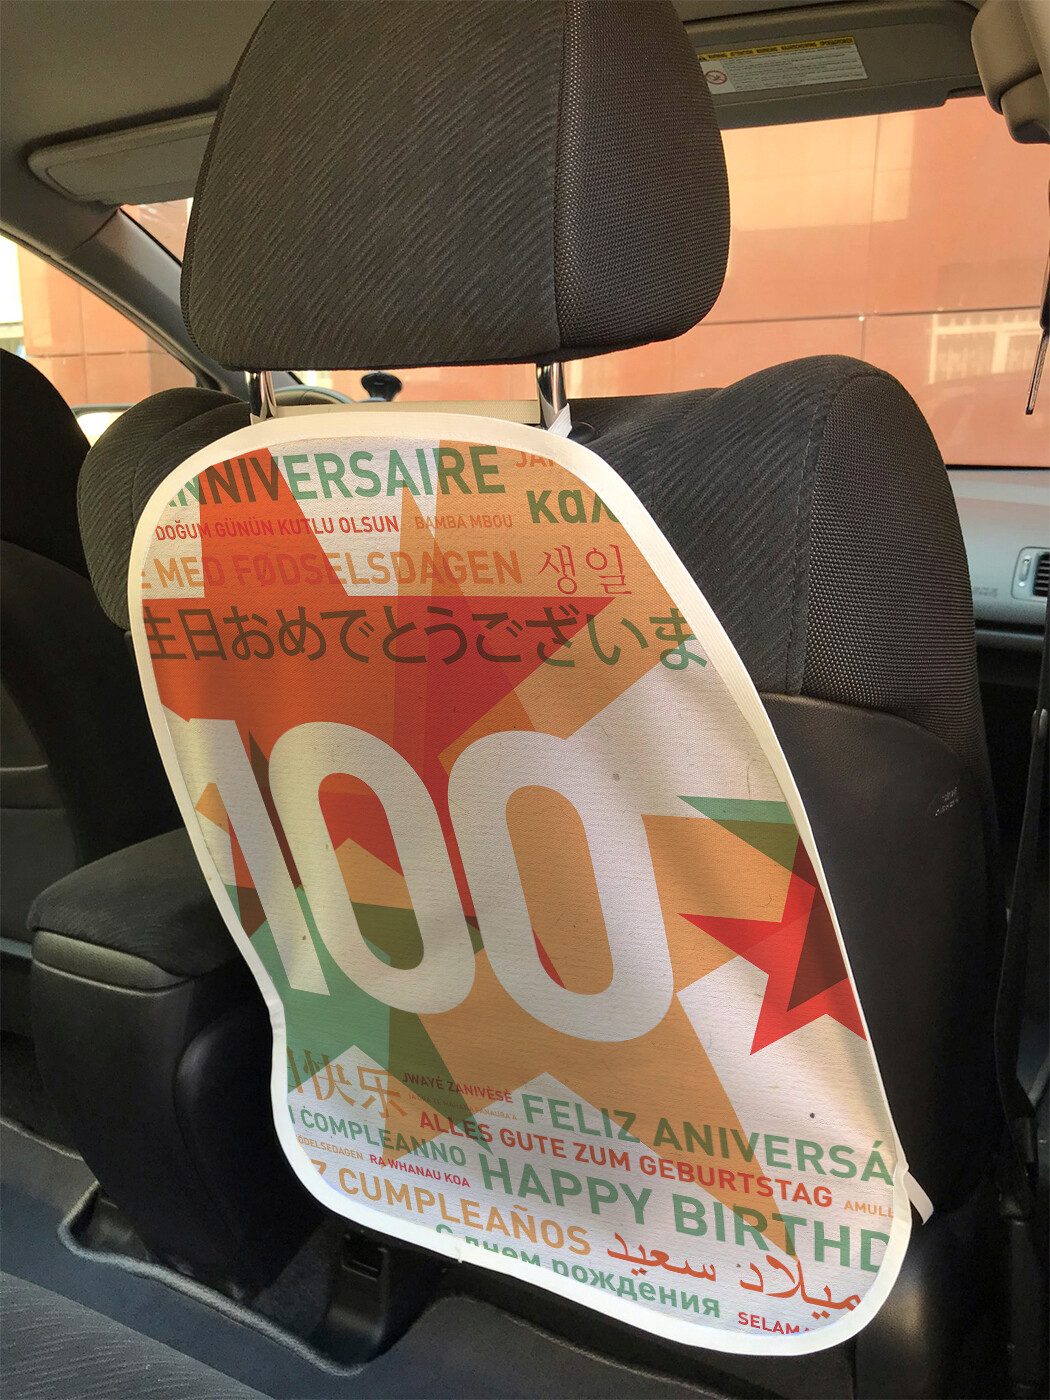 NNIVERSAIRE
καλ
DOĞUM GÜNÜN KUTLU OLSUN BAMBA MBOU
MED FØDSELSDAGEN 생일
生日おめでとうございま
100
快乐 JWAYÉ ZANIVÈSÈ
FELIZ ANIVERSÁ
ALLES GUTE ZUM GEBURTSTAG AMULL
COMPLEANNO HAPPY BIRTHD
RA WHANAU KOA
CUMPLEAÑOS ميلاد سعيد
С днем рождения SELAM